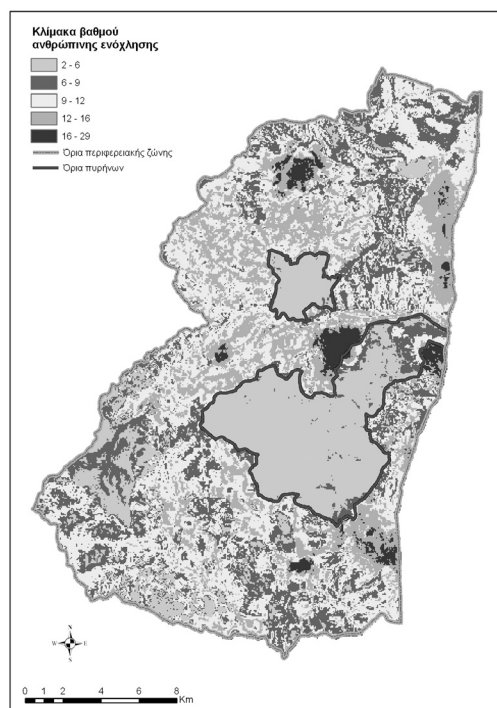 Κλίμακα βαθμού
ανθρώπινης ενόχλησης
2 - 6
6 - 9
9 - 12
12 - 16
16 - 29
Όρια περιφερειακής ζώνης
Όρια πυρήνων
N
W E
S
0 1 2 4 6 8
Km